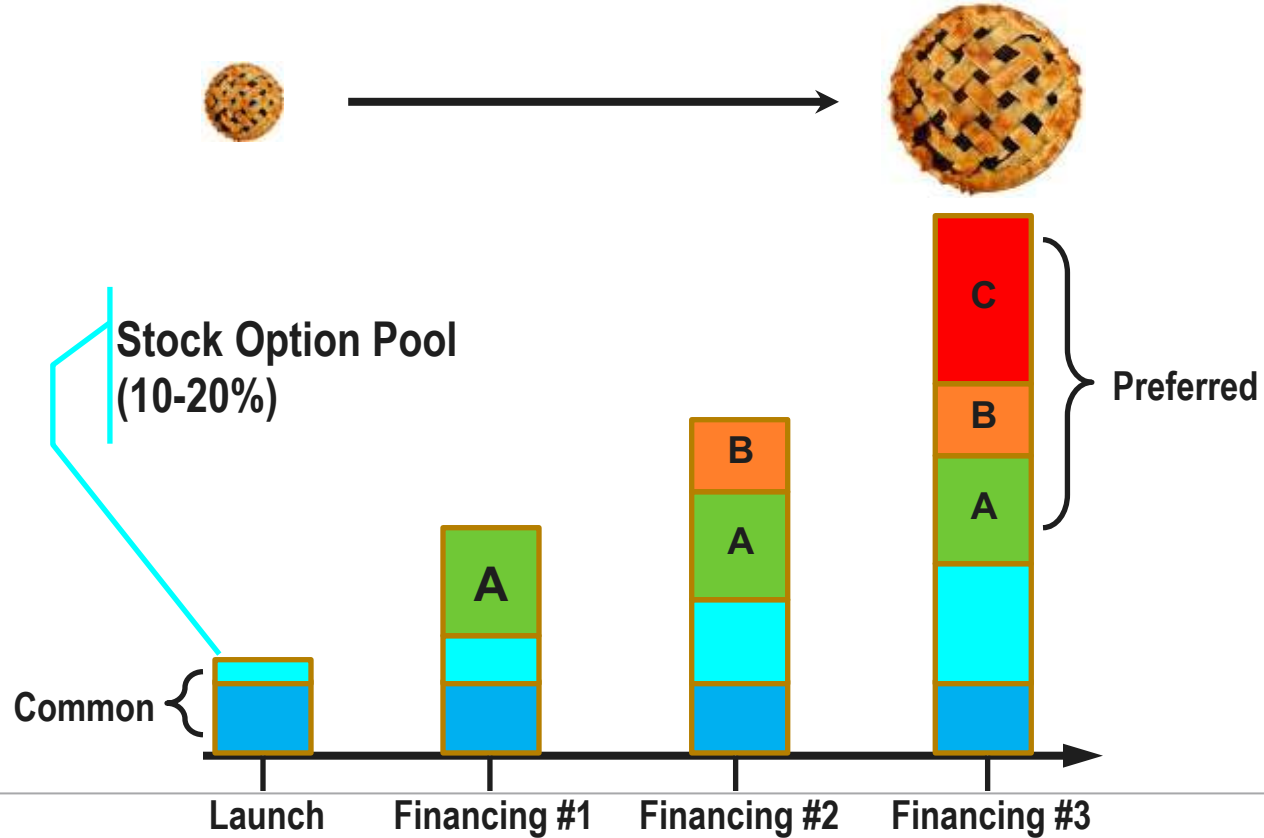 Stock Option Pool
(10-20%)
C
B
A
Preferred
B
A
A
Common
Launch
Financing #1
Financing #2
Financing #3